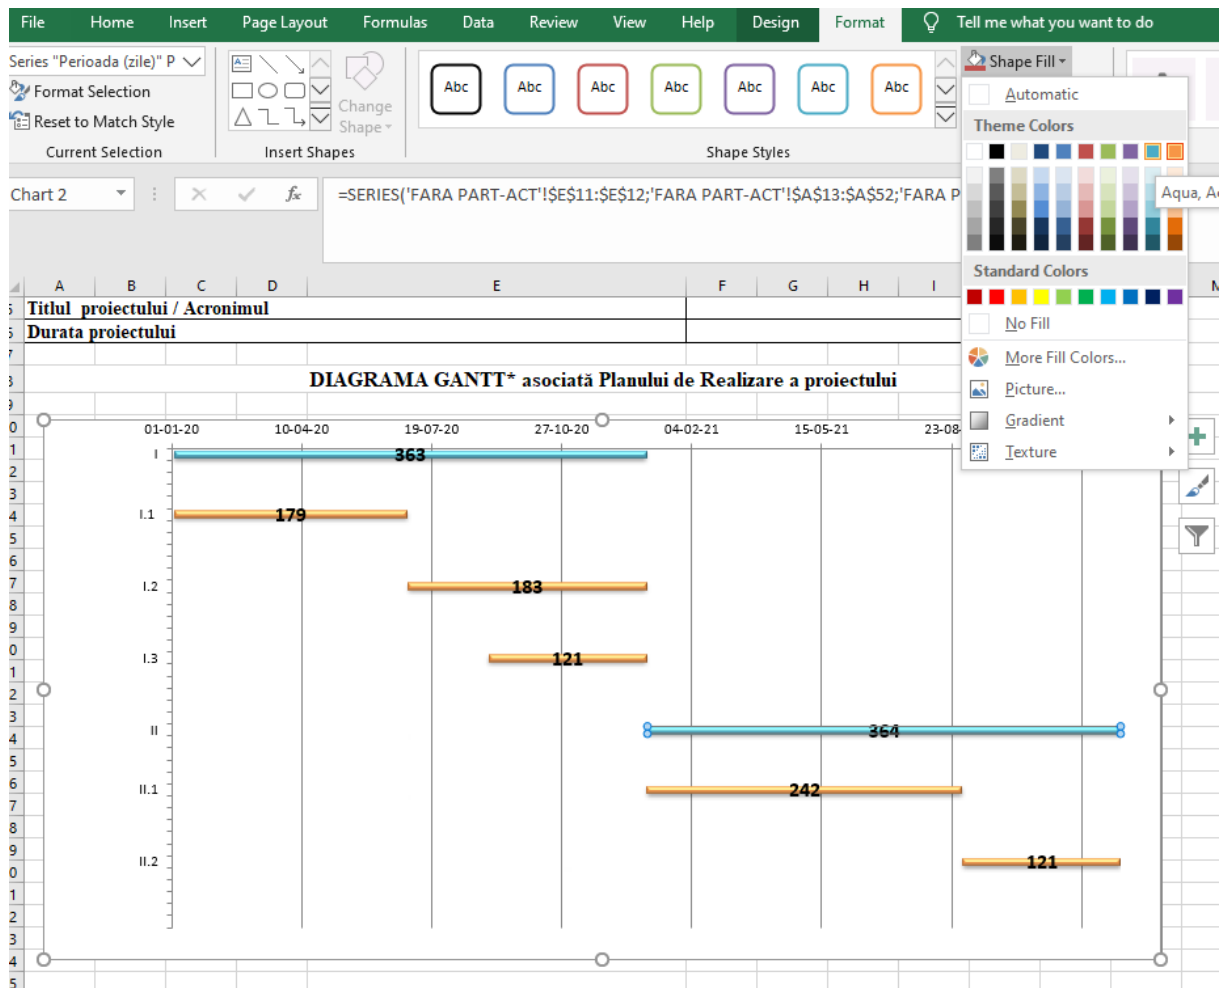 File Home Insert Page Layout Formulas Data Review View Help Design Format Tell me what you want to do
Series "Perioada (zile)" P
Format Selection
Reset to Match Style
Current Selection
Change
Shape
Insert Shapes
Abc Abc Abc Abc Abc Abc Abc
Shape Styles
Shape Fill
Automatic
Theme Colors
Aqua, Ac
Standard Colors
No Fill
More Fill Colors...
Picture...
Gradient
Texture
Chart 2
fx
=SERIES('FARA PART-ACT'!$E$11:$E$12;'FARA PART-ACT'!$A$13:$A$52;'FARA P
A B C D E F G H I M
Titlul proiectului / Acronimul
Durata proiectului
DIAGRAMA GANTT* asociată Planului de Realizare a proiectului
01-01-20 10-04-20 19-07-20 27-10-20 04-02-21 15-05-21 23-08-
I 363
I.1 179
I.2 183
I.3 121
II 364
II.1 242
II.2 121